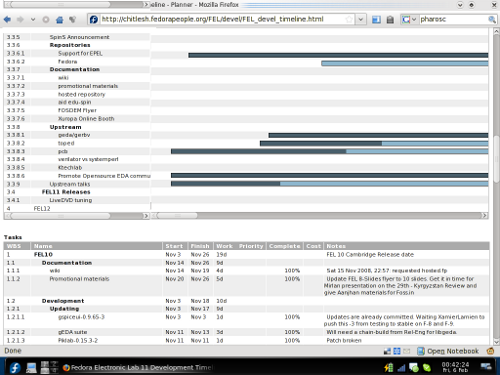 eline - Planner - Mozilla Firefox
http://chitlesh.fedorapeople.org/FEL/devel/FEL_devel_timeline.html
pharosc
3.3.5 SpinS Announcement
3.3.6 Repositories
3.3.6.1 Support for EPEL
3.3.6.2 Fedora
3.3.7 Documentation
3.3.7.1 wiki
3.3.7.2 promotional materials
3.3.7.3 hosted repository
3.3.7.4 aid edu-spin
3.3.7.5 FOSDEM Flyer
3.3.7.6 Xuropa Online Booth
3.3.8 Upstream
3.3.8.1 geda/gerbv
3.3.8.2 toped
3.3.8.3 pcb
3.3.8.4 verilator vs systemperl
3.3.8.5 Ktechlab
3.3.8.6 Promote Opensource EDA commu
3.3.9 Upstream talks
3.4 FEL11 Releases
3.4.1 LiveDVD tuning
4 FEL12
Tasks
WBS Name Start Finish Work Priority Complete Cost Notes
1 FEL10 Nov 3 Nov 26 19d FEL 10 Cambridge Release date
1.1 Documentation Nov 14 Nov 26 9d
1.1.1 wiki Nov 14 Nov 19 4d 100% Sat 15 Nov 2008, 22:57 requested hosted fp
1.1.2 Promotional materials Nov 20 Nov 26 5d 100% Update FEL 8-Slides flyer to 10 slides. Get it in time for
Mirlan presentation on the 29th - Kyrgyzstan Review and
give Aanjhan materials for Foss.in
1.2 Development Nov 3 Nov 18 10d
1.2.1 Updating Nov 3 Nov 17 9d
1.2.1.1 gspiceui-0.9.65-3 Nov 3 Nov 3 1d 100% Updates are already committed. Waiting XamierLamien to
push this -3 from testing to stable on F-8 and F-9.
1.2.1.2 gEDA suite Nov 11 Nov 13 3d 100% Will need a chain-build from Rel-Eng for libgeda.
1.2.1.3 Piklab-0.15.3-2 Nov 11 Nov 11 1d 100% Patch broken
Done
Open Notebook
Fedora Electronic Lab 11 Development Time
00:42:24
Fri, 6 Feb